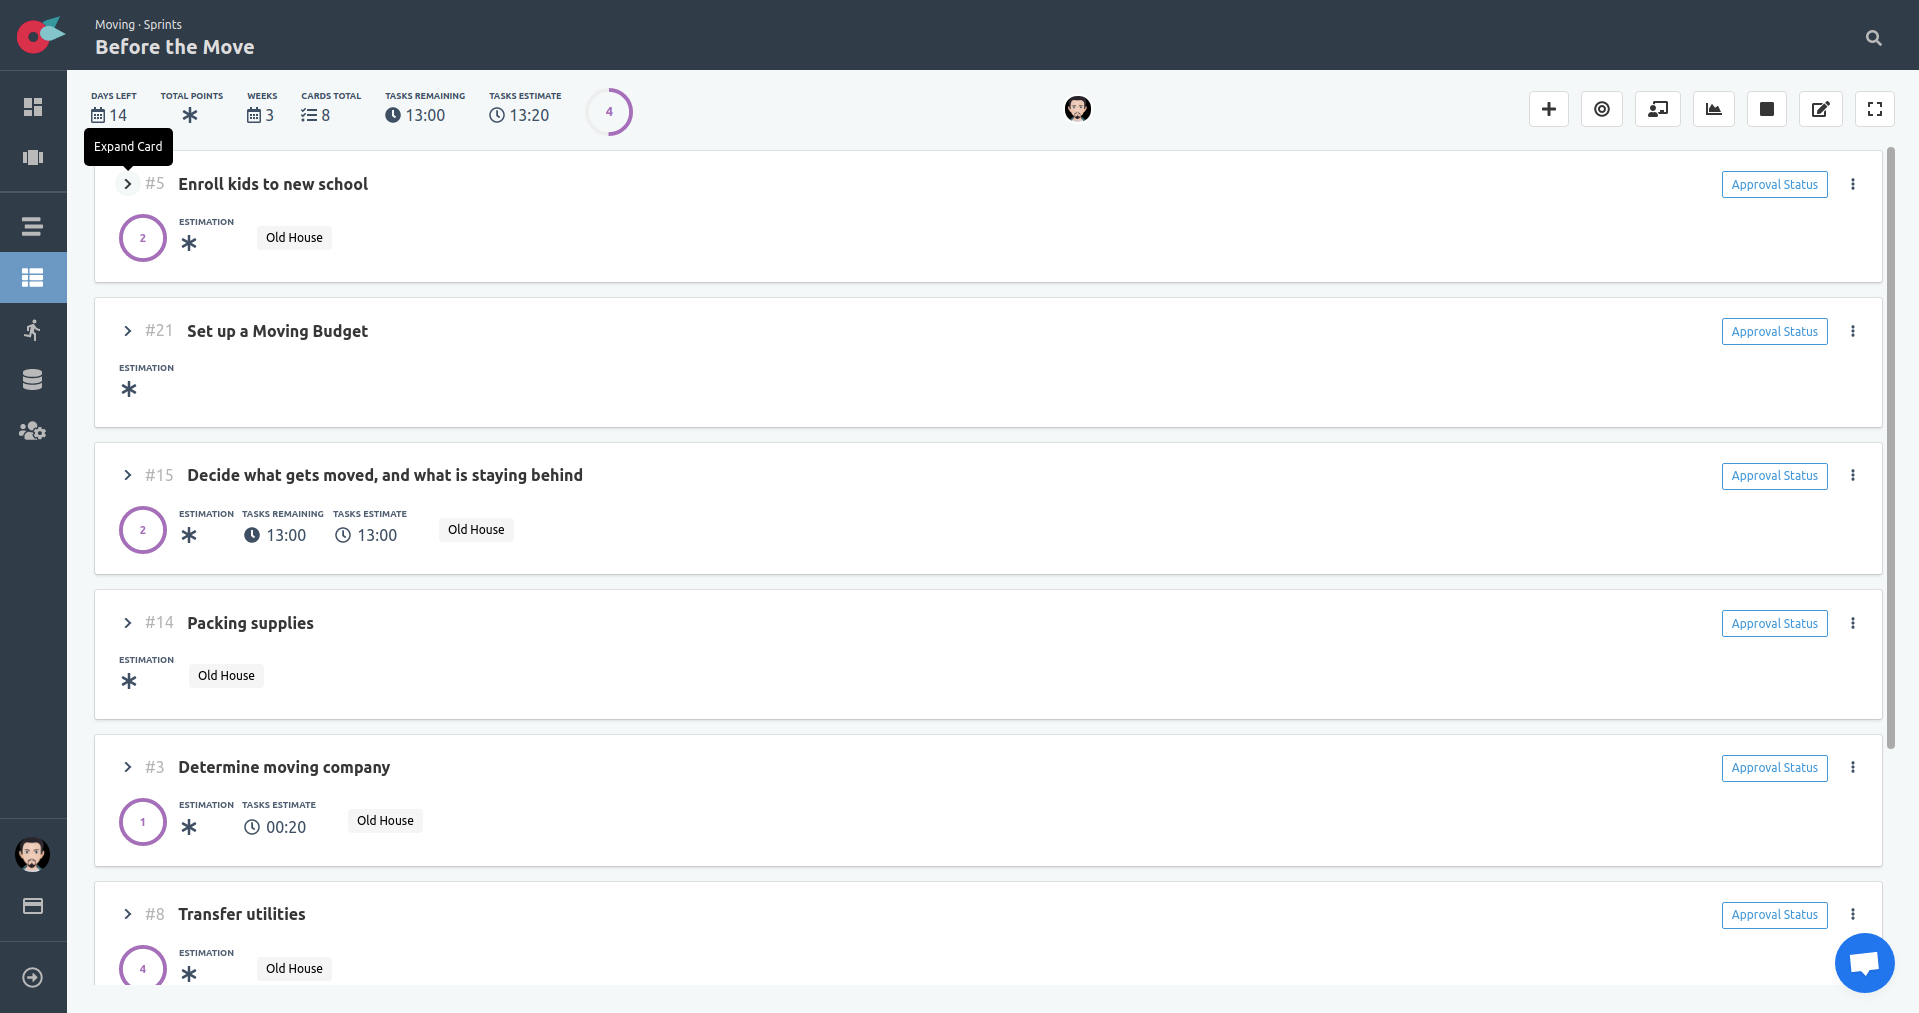 Moving · Sprints
Before the Move
DAYS LEFT TOTAL POINTS WEEKS CARDS TOTAL TASKS REMAINING TASKS ESTIMATE
14 3 8 13:00 13:20 4
Expand Card
#5 Enroll kids to new school Approval Status
ESTIMATION
2 Old House
#21 Set up a Moving Budget Approval Status
ESTIMATION
#15 Decide what gets moved, and what is staying behind Approval Status
ESTIMATION TASKS REMAINING TASKS ESTIMATE
2 13:00 13:00 Old House
#14 Packing supplies Approval Status
ESTIMATION
Old House
#3 Determine moving company Approval Status
ESTIMATION TASKS ESTIMATE
1 00:20 Old House
#8 Transfer utilities Approval Status
ESTIMATION
4 Old House